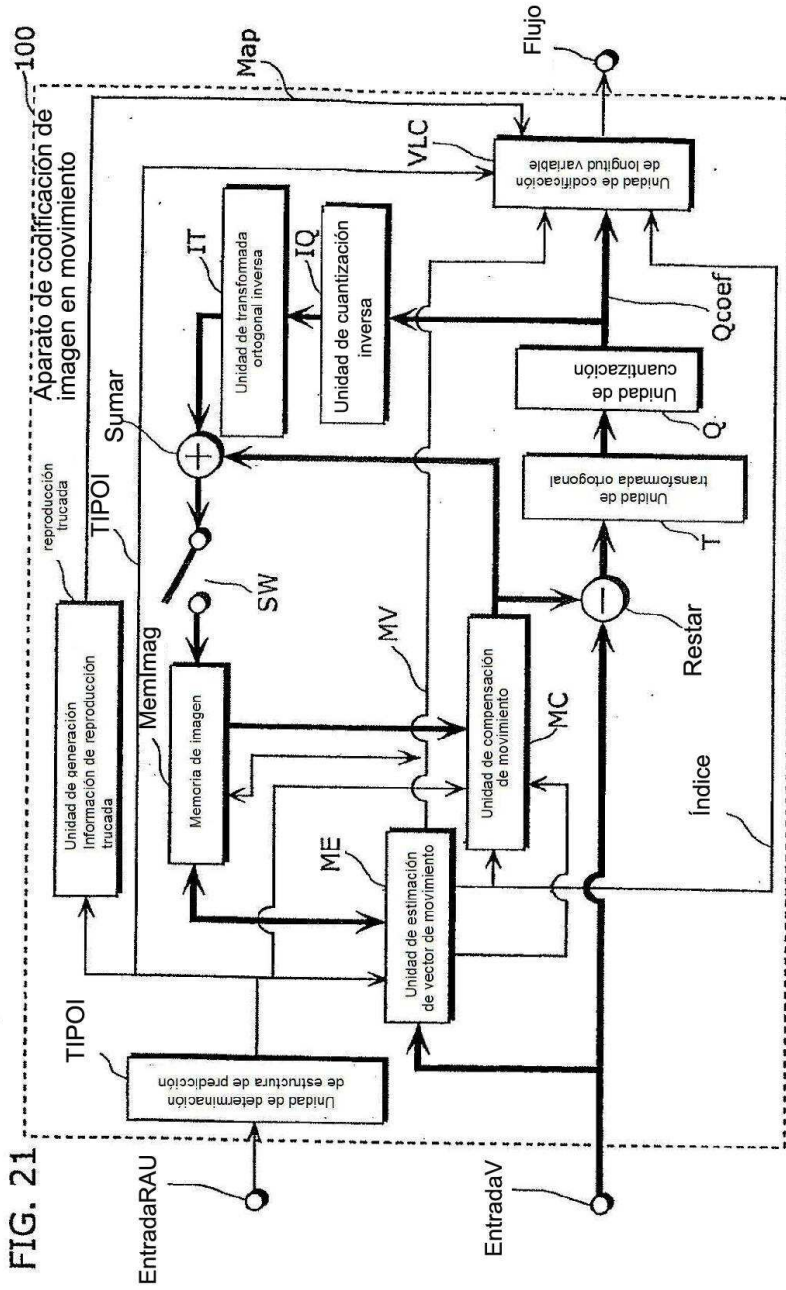 FIG. 21
100
Aparato de codificación de
imagen en movimiento
EntradaRAU
TIPOI
Unidad de determinación
de estructura de predicción
Unidad de generación
Información de reproducción
trucada
reproducción
trucada
TIPOI
Map
MemImag
Memoria de imagen
SW
Sumar
IT
Unidad de transformada
ortogonal inversa
IQ
Unidad de cuantización
inversa
VLC
Unidad de codificación
de longitud variable
Flujo
ME
Unidad de estimación
de vector de movimiento
MV
Unidad de compensación
de movimiento
MC
EntradaV
Restar
Unidad de
transformada ortogonal
T
Unidad de
cuantización
Q
Qcoef
Índice